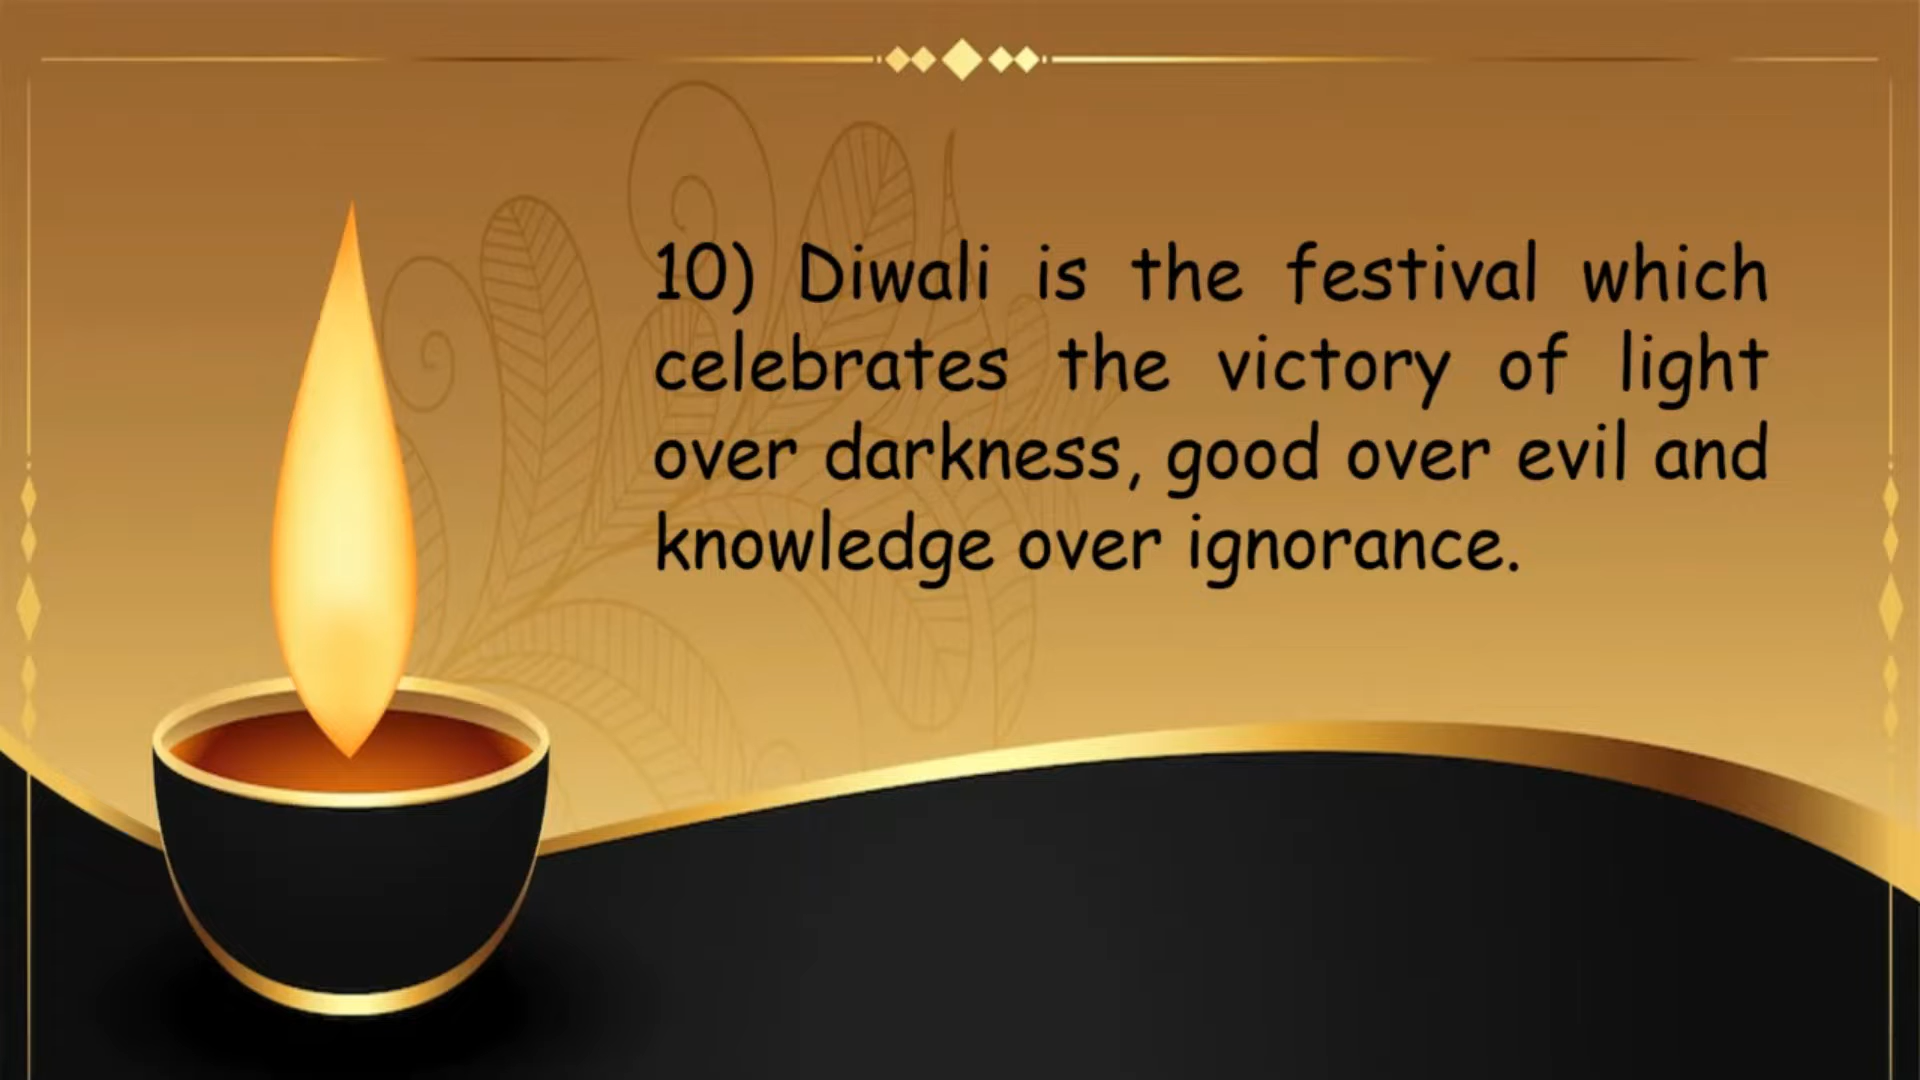 10) Diwali is the festival which
celebrates the victory of light
over darkness, good over evil and
knowledge over ignorance.